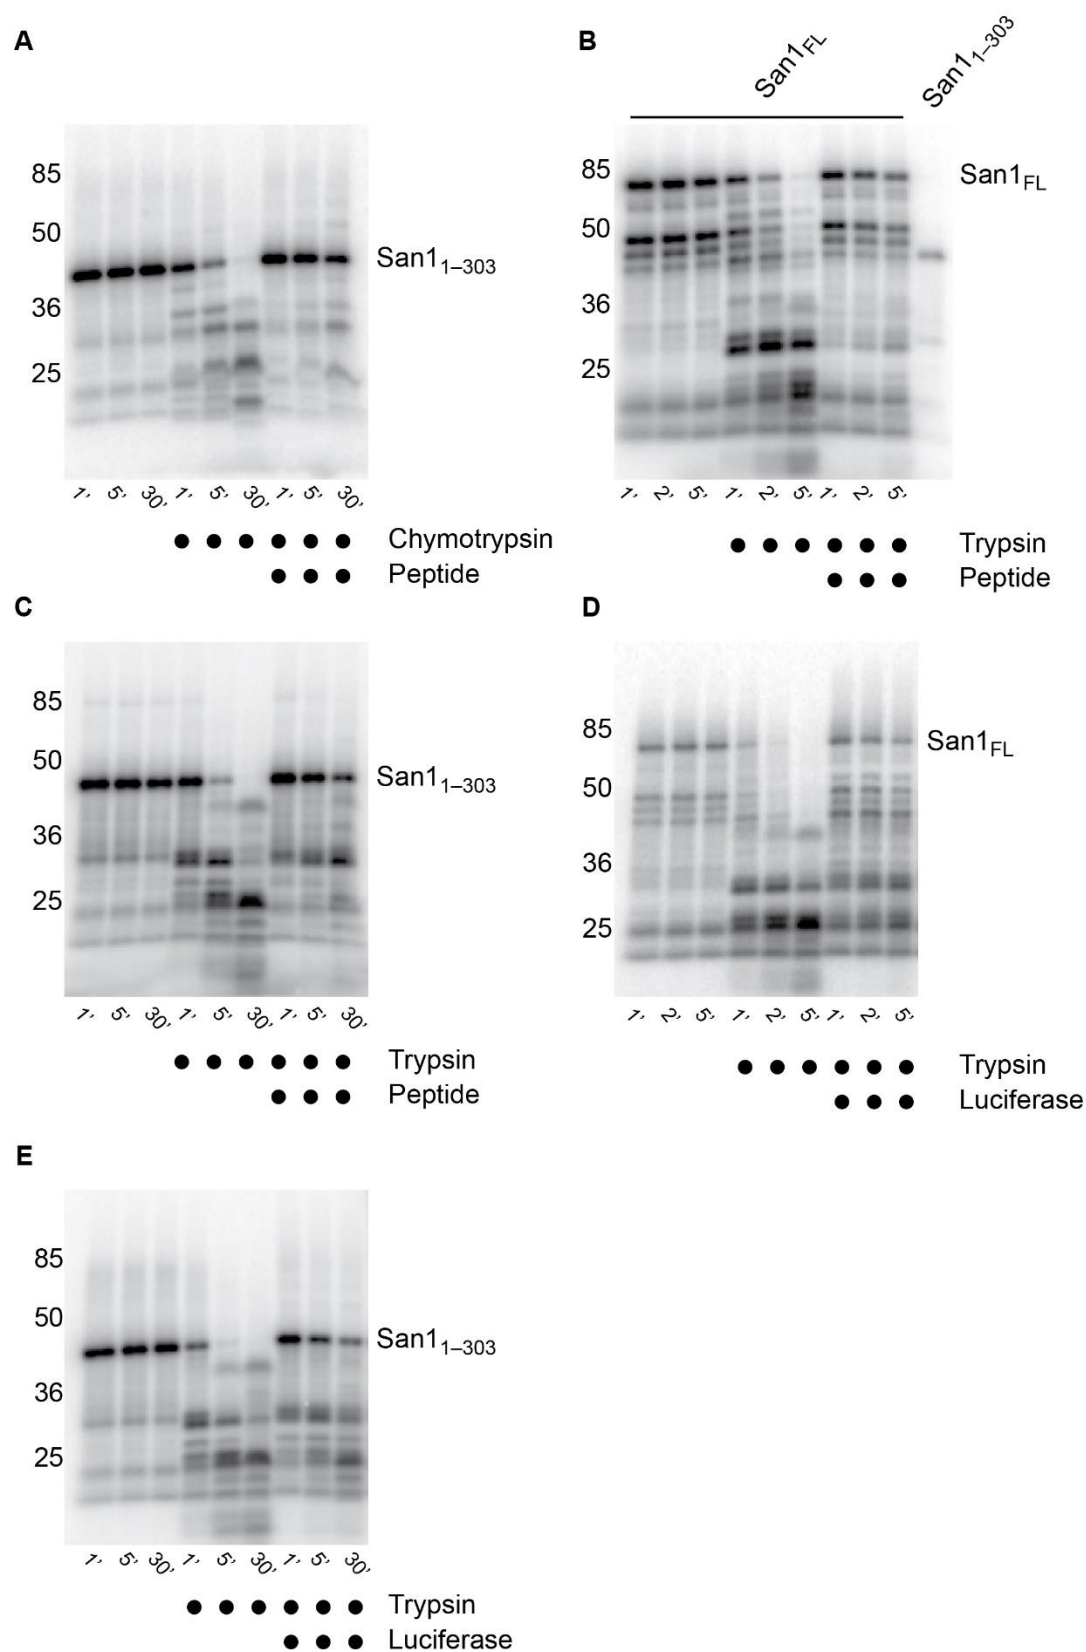 A
85
50
36
25
San1₁₋₃₀₃
1' 5' 30' 1' 5' 30' 1' 5' 30'
Chymotrypsin
Peptide
B
San1FL
San1₁₋₃₀₃
85
50
36
25
San1FL
1' 2' 5' 1' 2' 5' 1' 2' 5'
Trypsin
Peptide
C
85
50
36
25
San1₁₋₃₀₃
1' 5' 30' 1' 5' 30' 1' 5' 30'
Trypsin
Peptide
D
85
50
36
25
San1FL
1' 2' 5' 1' 2' 5' 1' 2' 5'
Trypsin
Luciferase
E
85
50
36
25
San1₁₋₃₀₃
1' 5' 30' 1' 5' 30' 1' 5' 30'
Trypsin
Luciferase